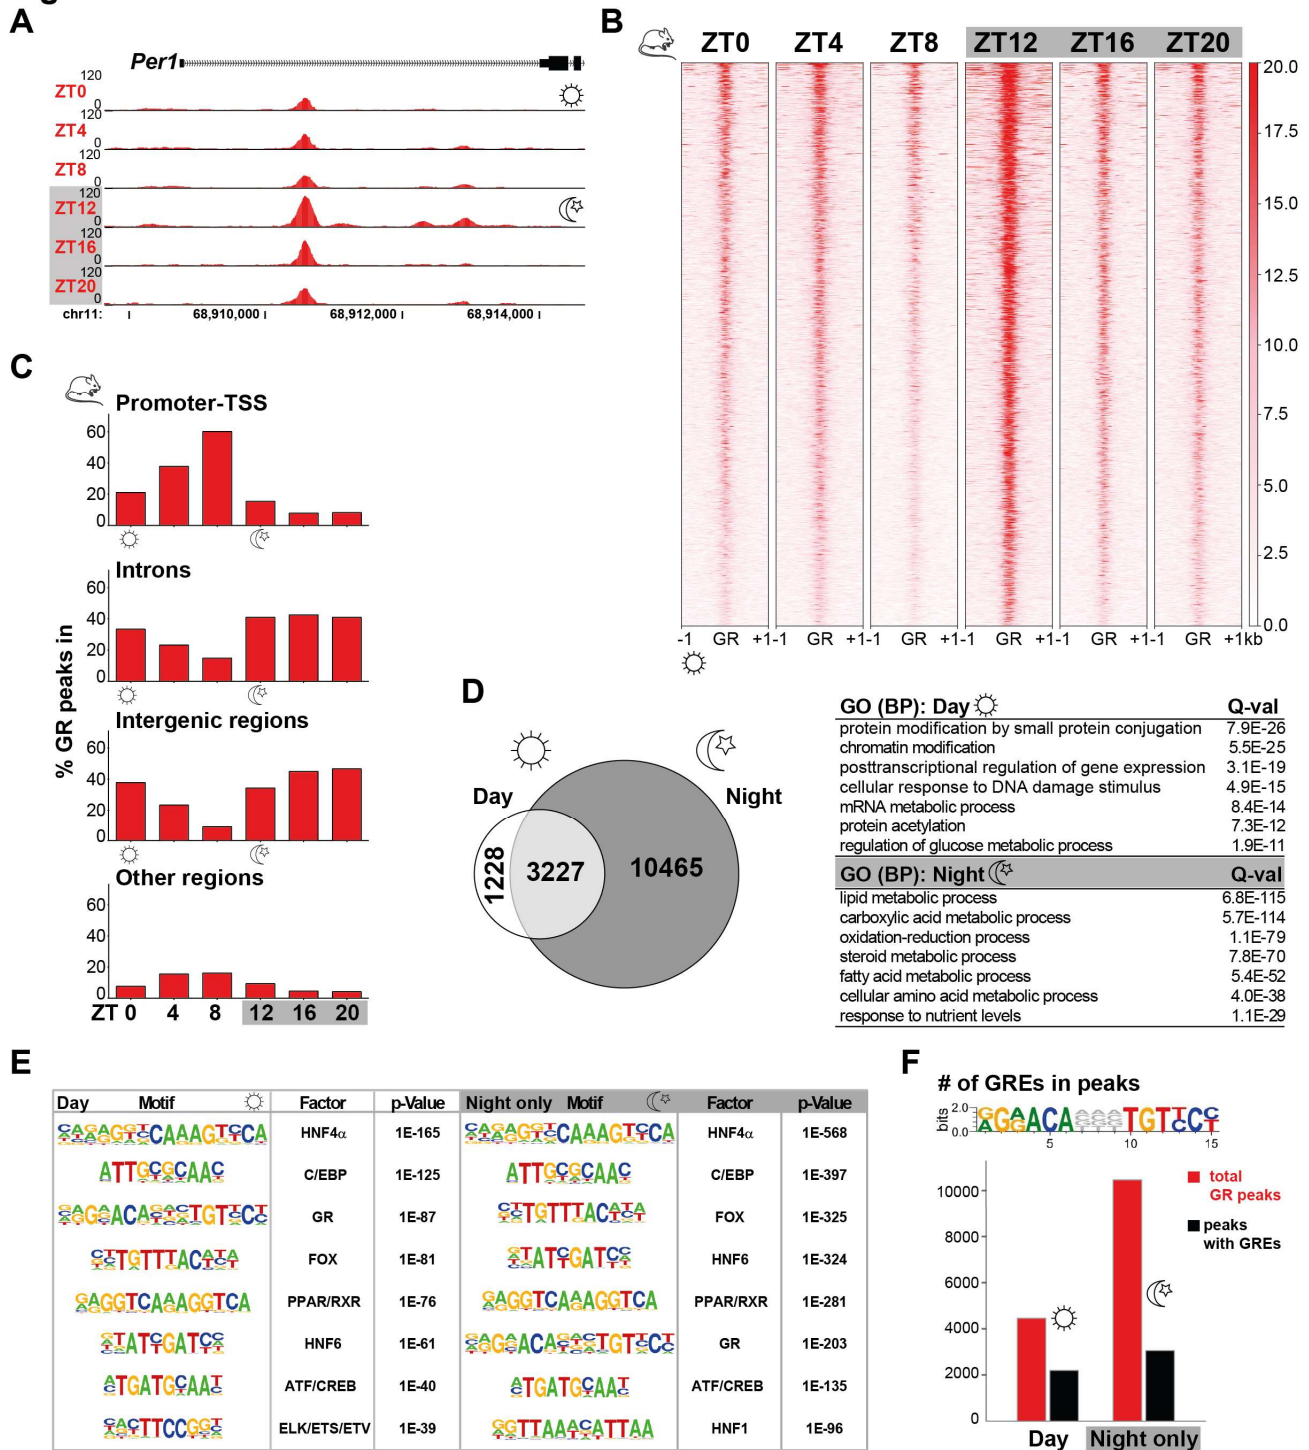 A
Per1
120
ZT0
0
120
ZT4
0
120
ZT8
0
120
ZT12
0
120
ZT16
0
120
ZT20
0
chr11: 68,910,000 68,912,000 68,914,000
B
ZT0 ZT4 ZT8 ZT12 ZT16 ZT20
20.0
17.5
15.0
12.5
10.0
7.5
5.0
2.5
0.0
-1 GR +1 -1 GR +1 -1 GR +1 -1 GR +1 -1 GR +1 -1 GR +1kb
C
% GR peaks in
Promoter-TSS
60
40
20
0
Introns
60
40
20
0
Intergenic regions
60
40
20
0
Other regions
60
40
20
0
ZT 0 4 8 12 16 20
D
Day Night
1228 3227 10465
GO (BP): Day Q-val
protein modification by small protein conjugation 7.9E-26
chromatin modification 5.5E-25
posttranscriptional regulation of gene expression 3.1E-19
cellular response to DNA damage stimulus 4.9E-15
mRNA metabolic process 8.4E-14
protein acetylation 7.3E-12
regulation of glucose metabolic process 1.9E-11
GO (BP): Night Q-val
lipid metabolic process 6.8E-115
carboxylic acid metabolic process 5.7E-114
oxidation-reduction process 1.1E-79
steroid metabolic process 7.8E-70
fatty acid metabolic process 5.4E-52
cellular amino acid metabolic process 4.0E-38
response to nutrient levels 1.1E-29
E
Day Motif Factor p-Value Night only Motif Factor p-Value
HNF4α 1E-165 HNF4α 1E-568
C/EBP 1E-125 C/EBP 1E-397
GR 1E-87 FOX 1E-325
FOX 1E-81 HNF6 1E-324
PPAR/RXR 1E-76 PPAR/RXR 1E-281
HNF6 1E-61 GR 1E-203
ATF/CREB 1E-40 ATF/CREB 1E-135
ELK/ETS/ETV 1E-39 HNF1 1E-96
F
# of GREs in peaks
bits
2.0
0.0
5 10 15
total
GR peaks
peaks
with GREs
10000
8000
6000
4000
2000
0
Day Night only